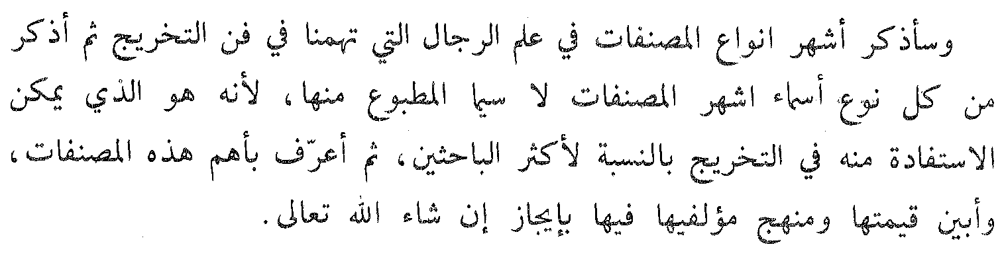 وسأذكر أشهر انواع المصنفات في علم الرجال التي تهمنا في فن التخريج ثم أذكر
من كل نوع أسماء اشهر المصنفات لا سيما المطبوع منها، لأنه هو الذي يمكن
الاستفادة منه في التخريج بالنسبة لأكثر الباحثين، ثم أعرّف بأهم هذه المصنفات،
وأبين قيمتها ومنهج مؤلفيها فيها بإيجاز إن شاء الله تعالى.